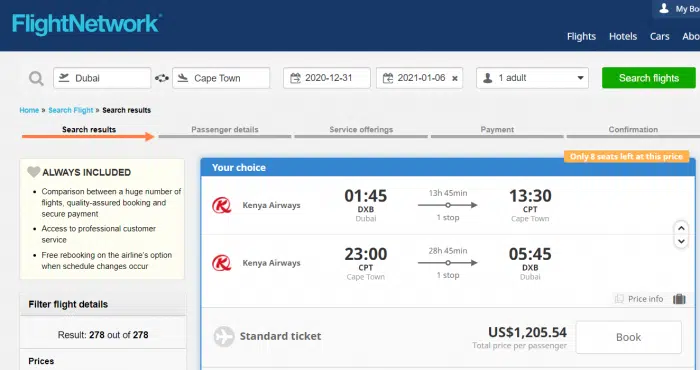 My Bo
FlightNetwork®
Flights Hotels Cars Abo
Dubai Cape Town 2020-12-31 2021-01-06 × 1 adult Search flights
Home » Search Flight » Search results
Search results Passenger details Service offerings Payment Confirmation
Only 8 seats left at this price
ALWAYS INCLUDED
• Comparison between a huge number of
flights, quality-assured booking and
secure payment
• Access to professional customer
service
• Free rebooking on the airline's option
when schedule changes occur
Filter flight details
Result: 278 out of 278
Prices
Your choice
Kenya Airways
01:45
DXB
Dubai
13h 45min
1 stop
13:30
CPT
Cape Town
Kenya Airways
23:00
CPT
Cape Town
28h 45min
1 stop
05:45
DXB
Dubai
Price info
Standard ticket
US$1,205.54
Total price per passenger
Book